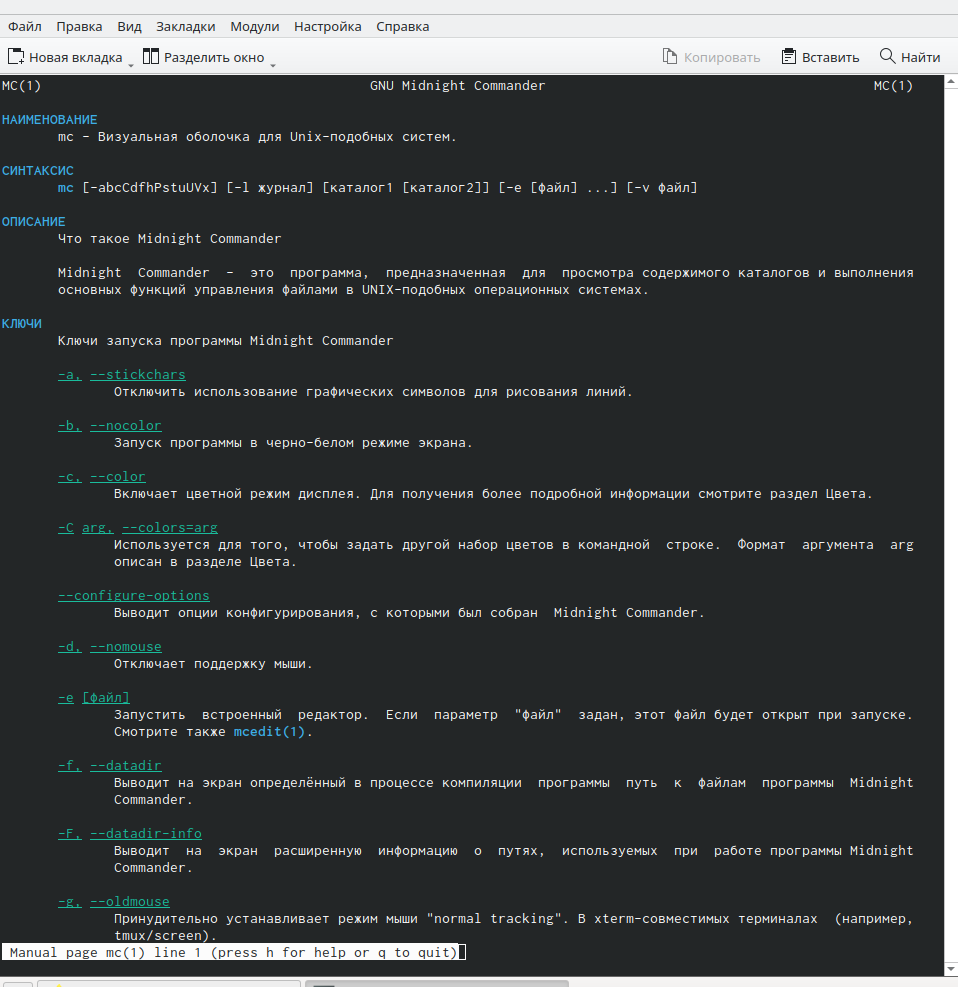 Файл Правка Вид Закладки Модули Настройка Справка
Новая вкладка Разделить окно Копировать Вставить Найти
MC(1) GNU Midnight Commander MC(1)
НАИМЕНОВАНИЕ
mc - Визуальная оболочка для Unix-подобных систем.
СИНТАКСИС
mc [-abcCdfhPstuUVx] [-l журнал] [каталог1 [каталог2]] [-e [файл] ...] [-v файл]
ОПИСАНИЕ
Что такое Midnight Commander
Midnight Commander - это программа, предназначенная для просмотра содержимого каталогов и выполнения
основных функций управления файлами в UNIX-подобных операционных системах.
КЛЮЧИ
Ключи запуска программы Midnight Commander
-a, --stickchars
Отключить использование графических символов для рисования линий.
-b, --nocolor
Запуск программы в черно-белом режиме экрана.
-c, --color
Включает цветной режим дисплея. Для получения более подробной информации смотрите раздел Цвета.
-C arg, --colors=arg
Используется для того, чтобы задать другой набор цветов в командной строке. Формат аргумента arg
описан в разделе Цвета.
--configure-options
Выводит опции конфигурирования, с которыми был собран Midnight Commander.
-d, --nomouse
Отключает поддержку мыши.
-e [файл]
Запустить встроенный редактор. Если параметр "файл" задан, этот файл будет открыт при запуске.
Смотрите также mcedit(1).
-f, --datadir
Выводит на экран определённый в процессе компиляции программы путь к файлам программы Midnight
Commander.
-F, --datadir-info
Выводит на экран расширенную информацию о путях, используемых при работе программы Midnight
Commander.
-g, --oldmouse
Принудительно устанавливает режим мыши "normal tracking". В xterm-совместимых терминалах (например,
tmux/screen).
Manual page mc(1) line 1 (press h for help or q to quit)